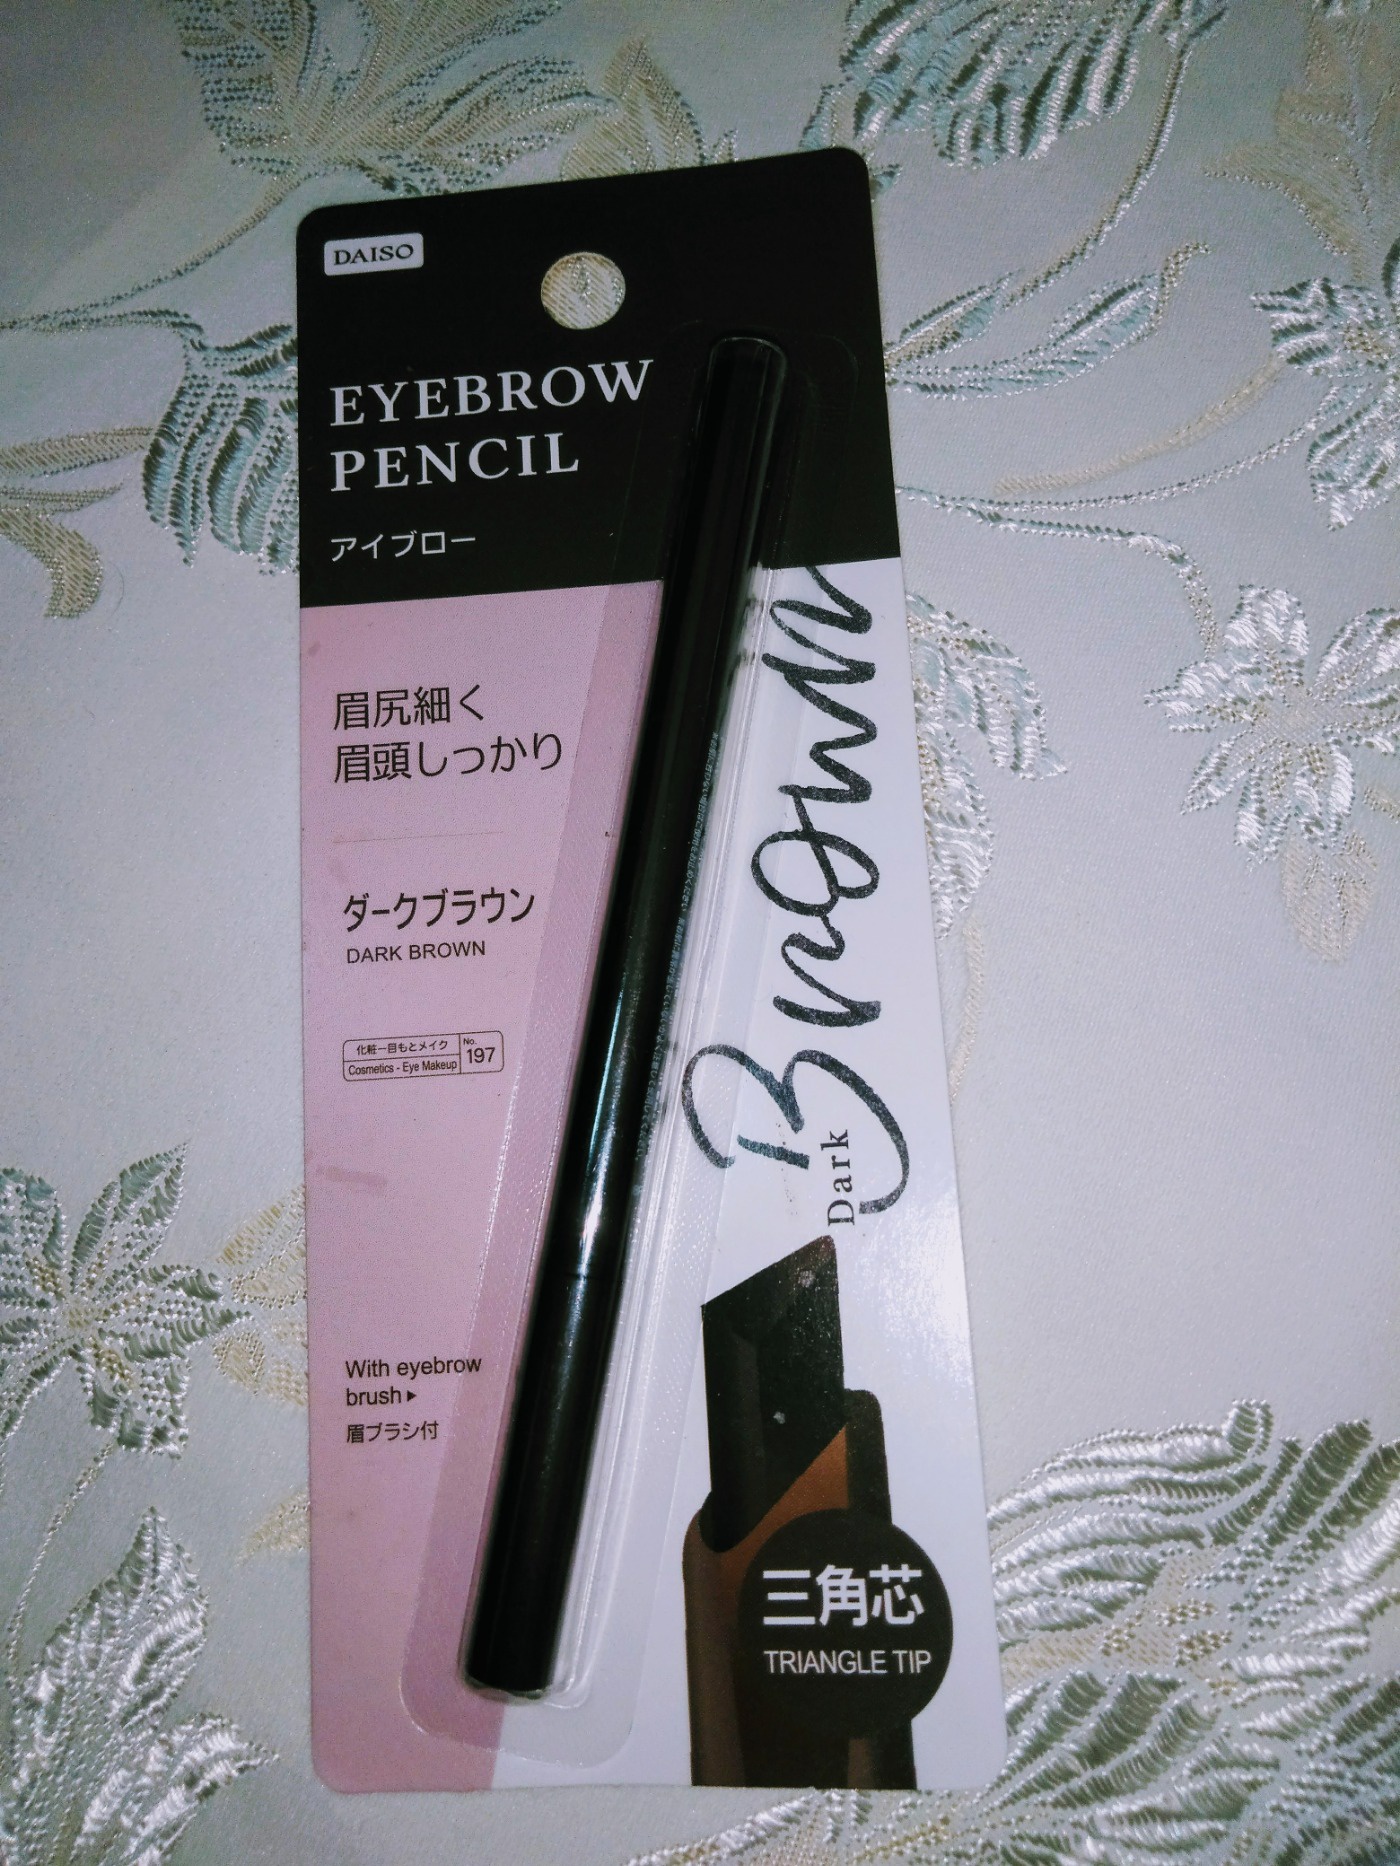 DAISO
EYEBROW
PENCIL
アイブロー
眉尻細く
眉頭しっかり
ダークブラウン
DARK BROWN
化粧ー目もとメイク
Cosmetics - Eye Makeup
No.
197
With eyebrow
brush▸
眉ブラシ付
Brown
Dark
三角芯
TRIANGLE TIP